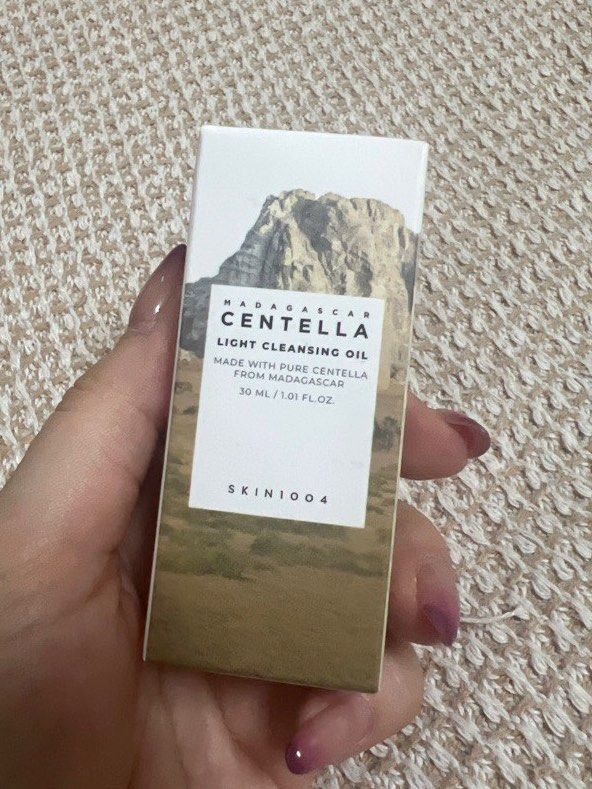 MADAGASCAR
CENTELLA
LIGHT CLEANSING OIL
MADE WITH PURE CENTELLA
FROM MADAGASCAR
30 ML / 1.01 FL.OZ.
SKIN1004